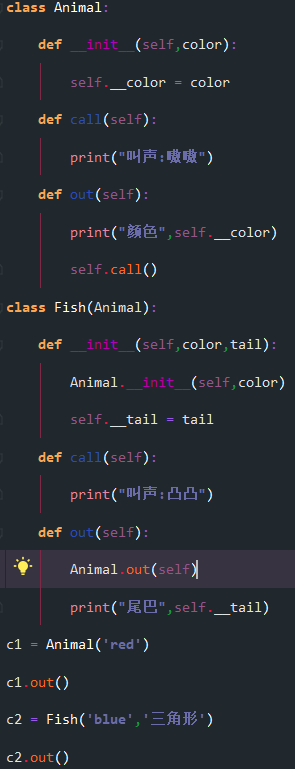 class Animal:
    def __init__(self,color):
        self.__color = color
    def call(self):
        print("叫声:嗷嗷")
    def out(self):
        print("颜色",self.__color)
        self.call()
class Fish(Animal):
    def __init__(self,color,tail):
        Animal.__init__(self,color)
        self.__tail = tail
    def call(self):
        print("叫声:凸凸")
    def out(self):
        Animal.out(self)
        print("尾巴",self.__tail)
c1 = Animal('red')
c1.out()
c2 = Fish('blue','三角形')
c2.out()